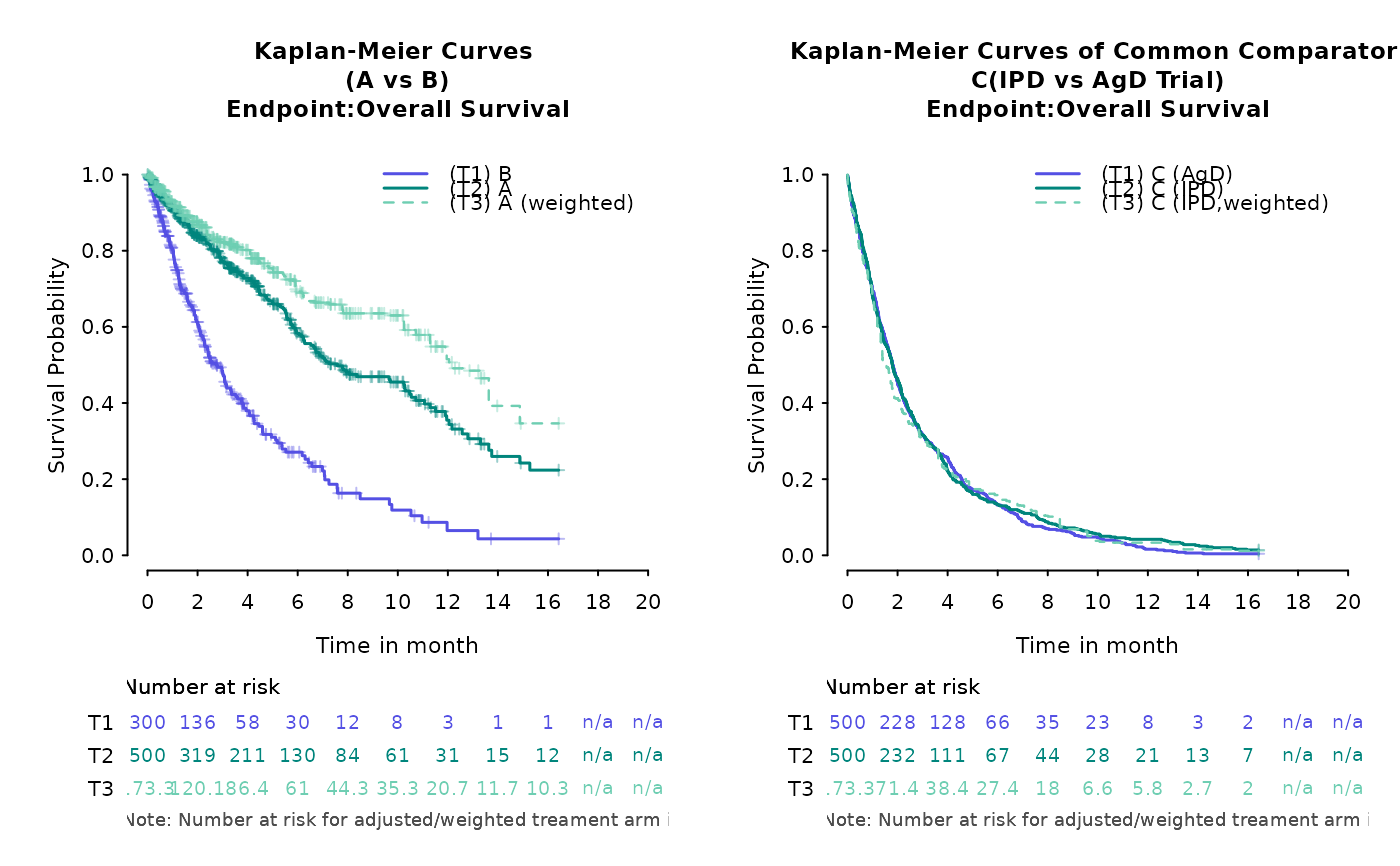 Kaplan-Meier Curves
(A vs B)
Endpoint:Overall Survival
1.0
0.8
0.6
0.4
0.2
0.0
Survival Probability
(T1) B
(T2) A
(T3) A (weighted)
0 2 4 6 8 10 12 14 16 18 20
Time in month
Number at risk
T1 300 136 58 30 12 8 3 1 1 n/a n/a
T2 500 319 211 130 84 61 31 15 12 n/a n/a
T3 .73.3 120.1 86.4 61 44.3 35.3 20.7 11.7 10.3 n/a n/a
Note: Number at risk for adjusted/weighted treament arm i
Kaplan-Meier Curves of Common Comparator
C(IPD vs AgD Trial)
Endpoint:Overall Survival
1.0
0.8
0.6
0.4
0.2
0.0
Survival Probability
(T1) C (AgD)
(T2) C (IPD)
(T3) C (IPD,weighted)
0 2 4 6 8 10 12 14 16 18 20
Time in month
Number at risk
T1 500 228 128 66 35 23 8 3 2 n/a n/a
T2 500 232 111 67 44 28 21 13 7 n/a n/a
T3 .73.3 71.4 38.4 27.4 18 6.6 5.8 2.7 2 n/a n/a
Note: Number at risk for adjusted/weighted treament arm i